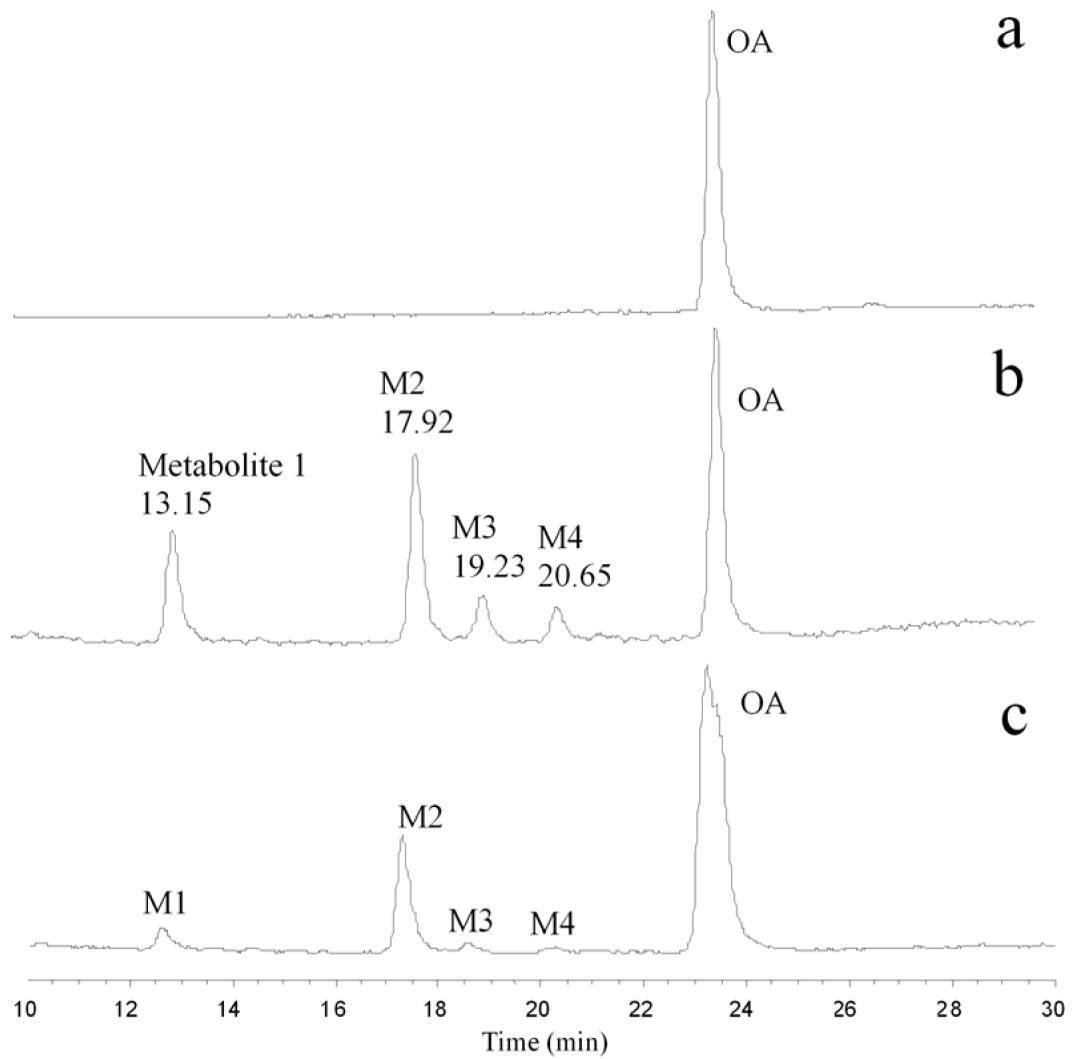 OA
a
M2
17.92
b
OA
Metabolite 1
13.15
M3
19.23
M4
20.65
OA
c
M2
M1
M3
M4
10 12 14 16 18 20 22 24 26 28 30
Time (min)